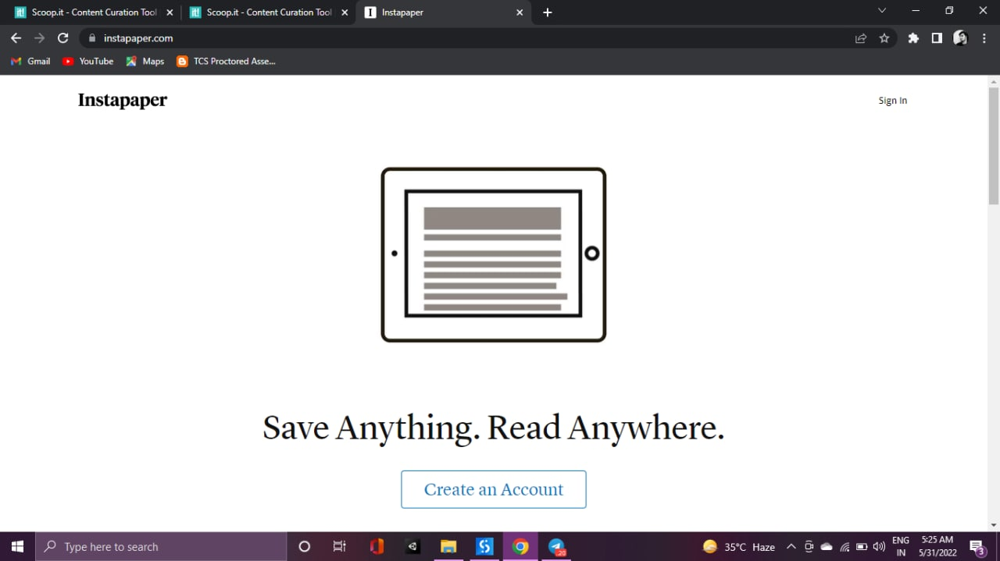 Scoop.it - Content Curation Tool
Scoop.it - Content Curation Tool
Instapaper
instapaper.com
Gmail
YouTube
Maps
TCS Proctored Asse...
Instapaper
Sign In
Save Anything. Read Anywhere.
Create an Account
Type here to search
35°C Haze
ENG
IN
5:25 AM
5/31/2022
3